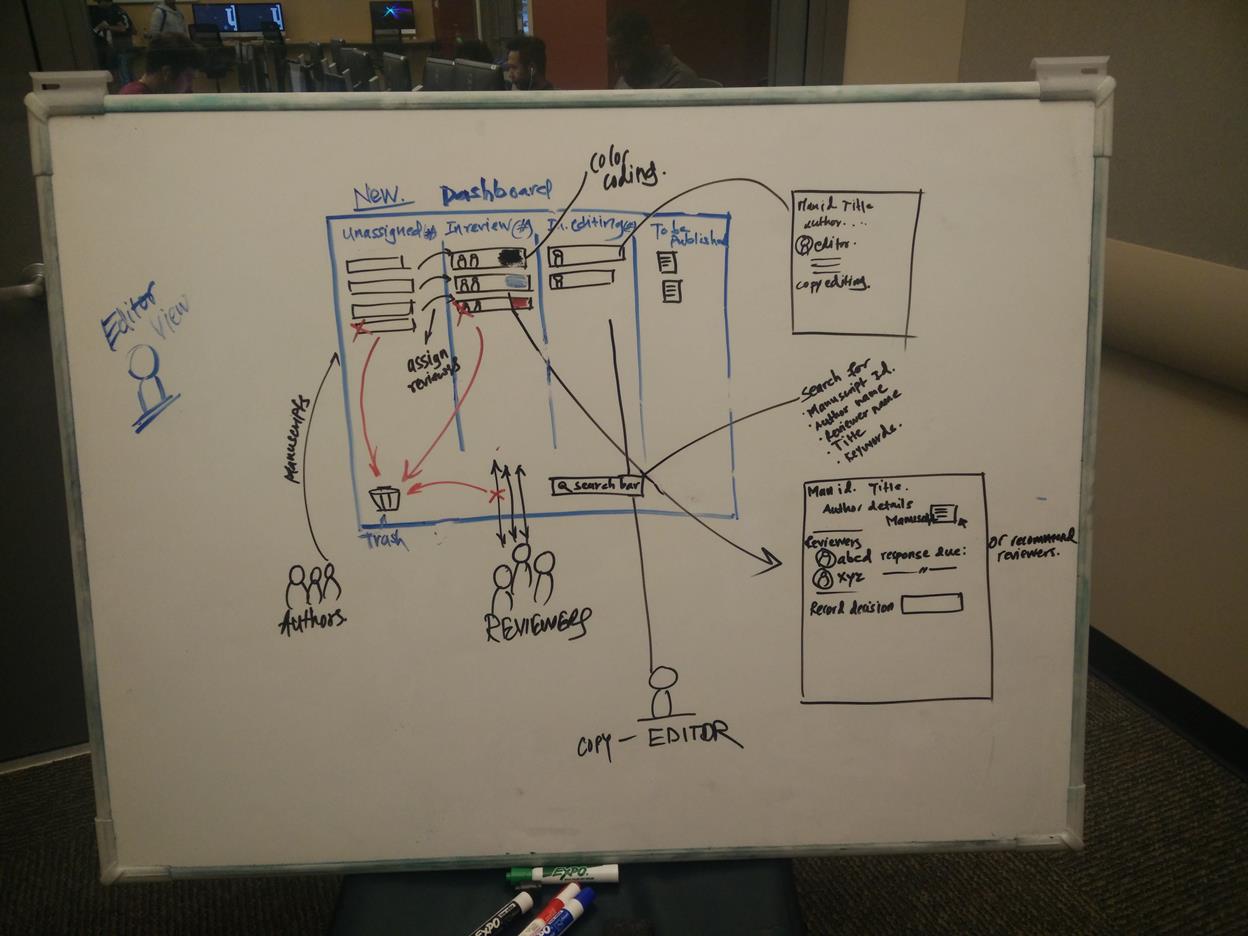 New. Dashboard
color
coding.
Unassigned(#) In review (#) In.editing(#) To be
Published
Editor
View
assign
reviewers
manuscripts
Trash
search bar
Authors.
REVIEWERS
COPY - EDITOR
Man id Title
author. . . .
editor.
copy editing.
Search for
• Manuscript Id.
• Author name
• Reviewer name
• Title
• Keywords.
Man id. Title.
Author details
Manuscript
Reviewers
abcd response due:
xyz — " —
Record decision
or recommend
reviewers.
EXPO
EXPO
EXPO
EXPO